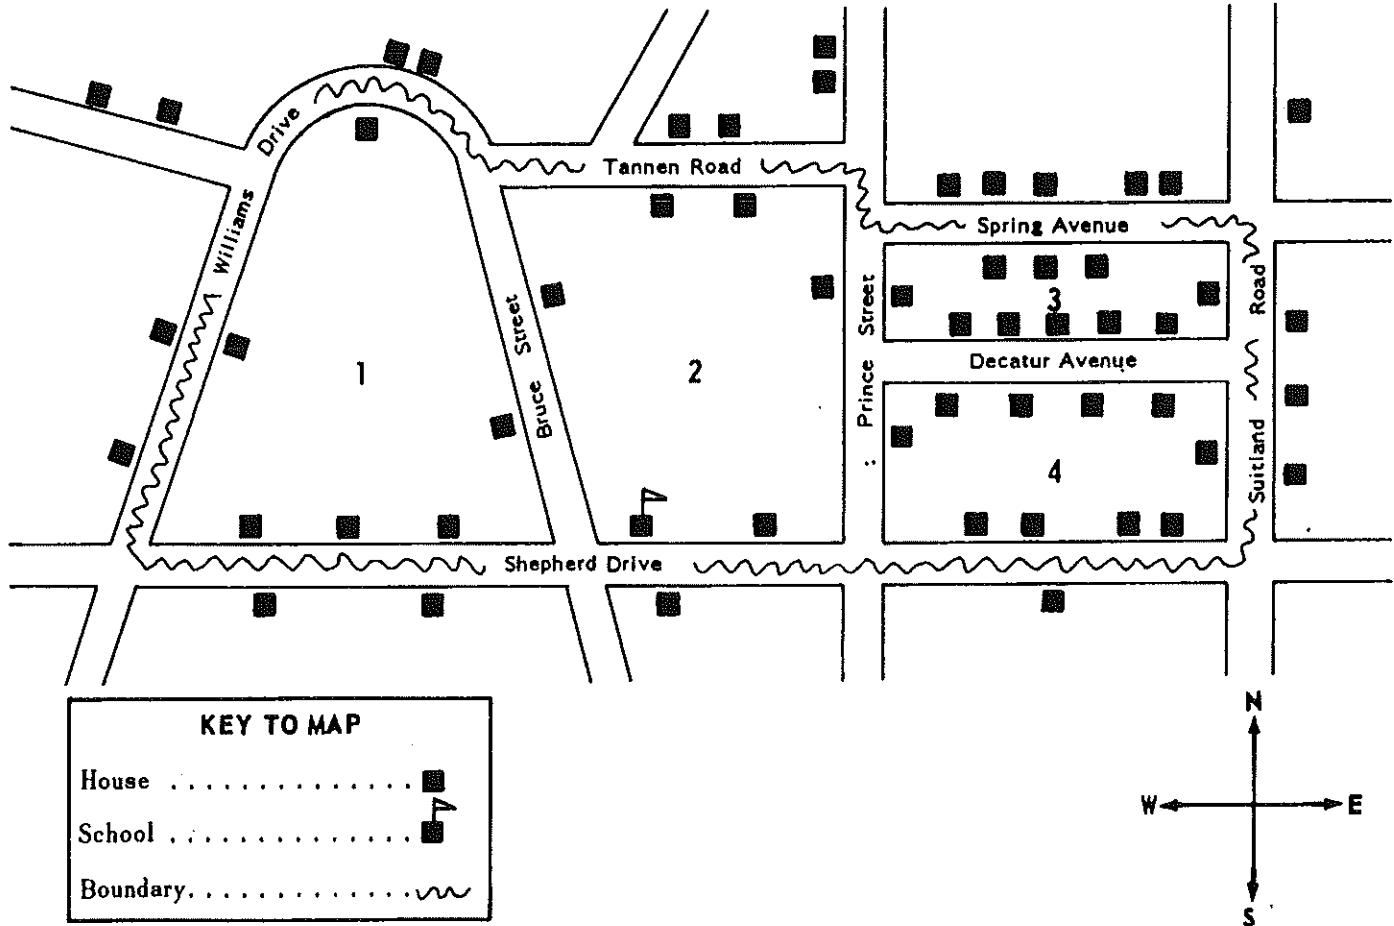 Williams Drive
Tannen Road
Spring Avenue
Bruce Street
Prince Street
Suitland Road
1
2
3
Decatur Avenue
4
Shepherd Drive
KEY TO MAP
House . . . . . . . . . . . . . .
School . . . . . . . . . . . . .
Boundary. . . . . . . . . . . .
N
W E
S